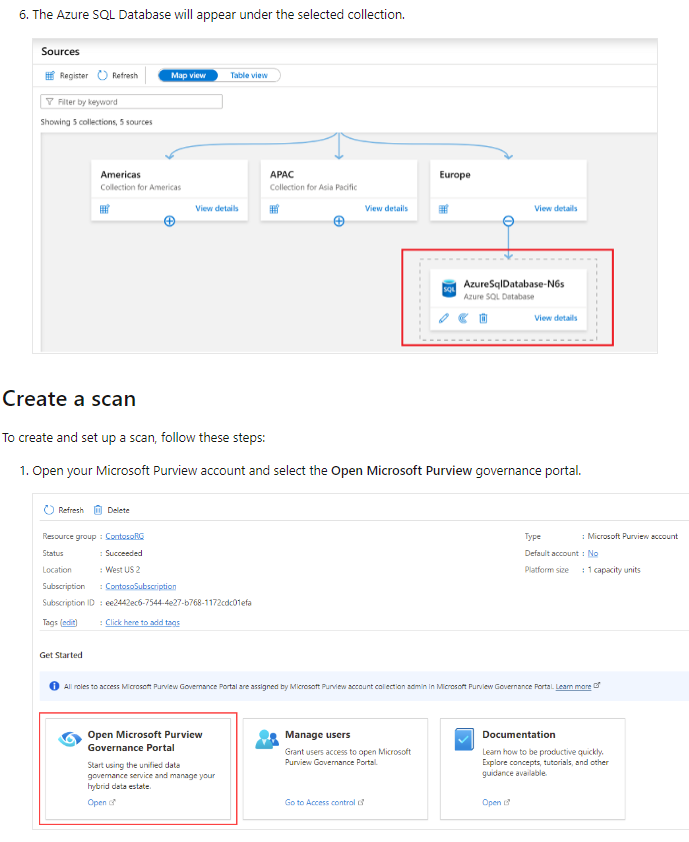 6. The Azure SQL Database will appear under the selected collection.
Sources
Register Refresh Map view Table view
Filter by keyword
Showing 5 collections, 5 sources
Americas
Collection for Americas
View details
APAC
Collection for Asia Pacific
View details
Europe
View details
SQL
AzureSqlDatabase-N6s
Azure SQL Database
View details
Create a scan
To create and set up a scan, follow these steps:
1. Open your Microsoft Purview account and select the Open Microsoft Purview governance portal.
Refresh Delete
Resource group : ContosoRG
Status : Succeeded
Location : West US 2
Subscription : ContosoSubscription
Subscription ID : ee2442ec6-7544-4e27-b768-1172cdc01efa
Tags (edit) : Click here to add tags
Type : Microsoft Purview account
Default account : No
Platform size : 1 capacity units
Get Started
All roles to access Microsoft Purview Governance Portal are assigned by Microsoft Purview account collection admin in Microsoft Purview Governance Portal. Learn more
Open Microsoft Purview
Governance Portal
Start using the unified data
governance service and manage your
hybrid data estate.
Open
Manage users
Grant users access to open Microsoft
Purview Governance Portal.
Go to Access control
Documentation
Learn how to be productive quickly.
Explore concepts, tutorials, and other
guidance available.
Open